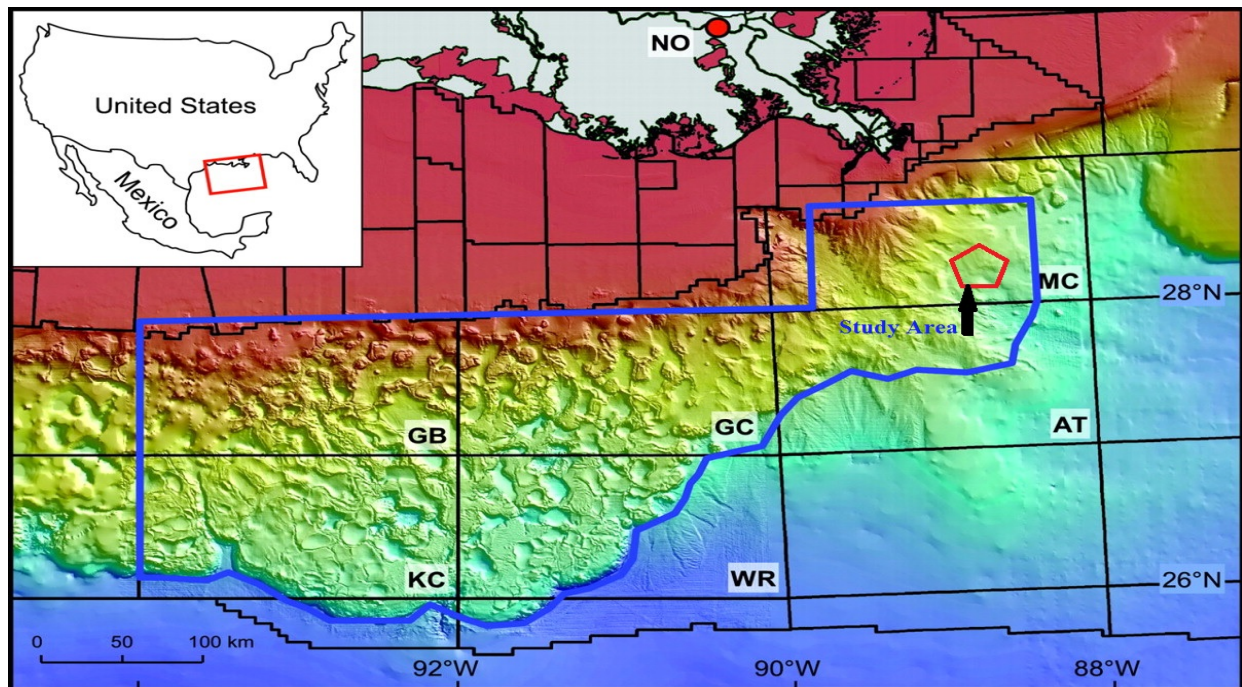 United States
Mexico
NO
MC
28°N
Study Area
GB
GC
AT
KC
WR
26°N
0 50 100 km
92°W
90°W
88°W